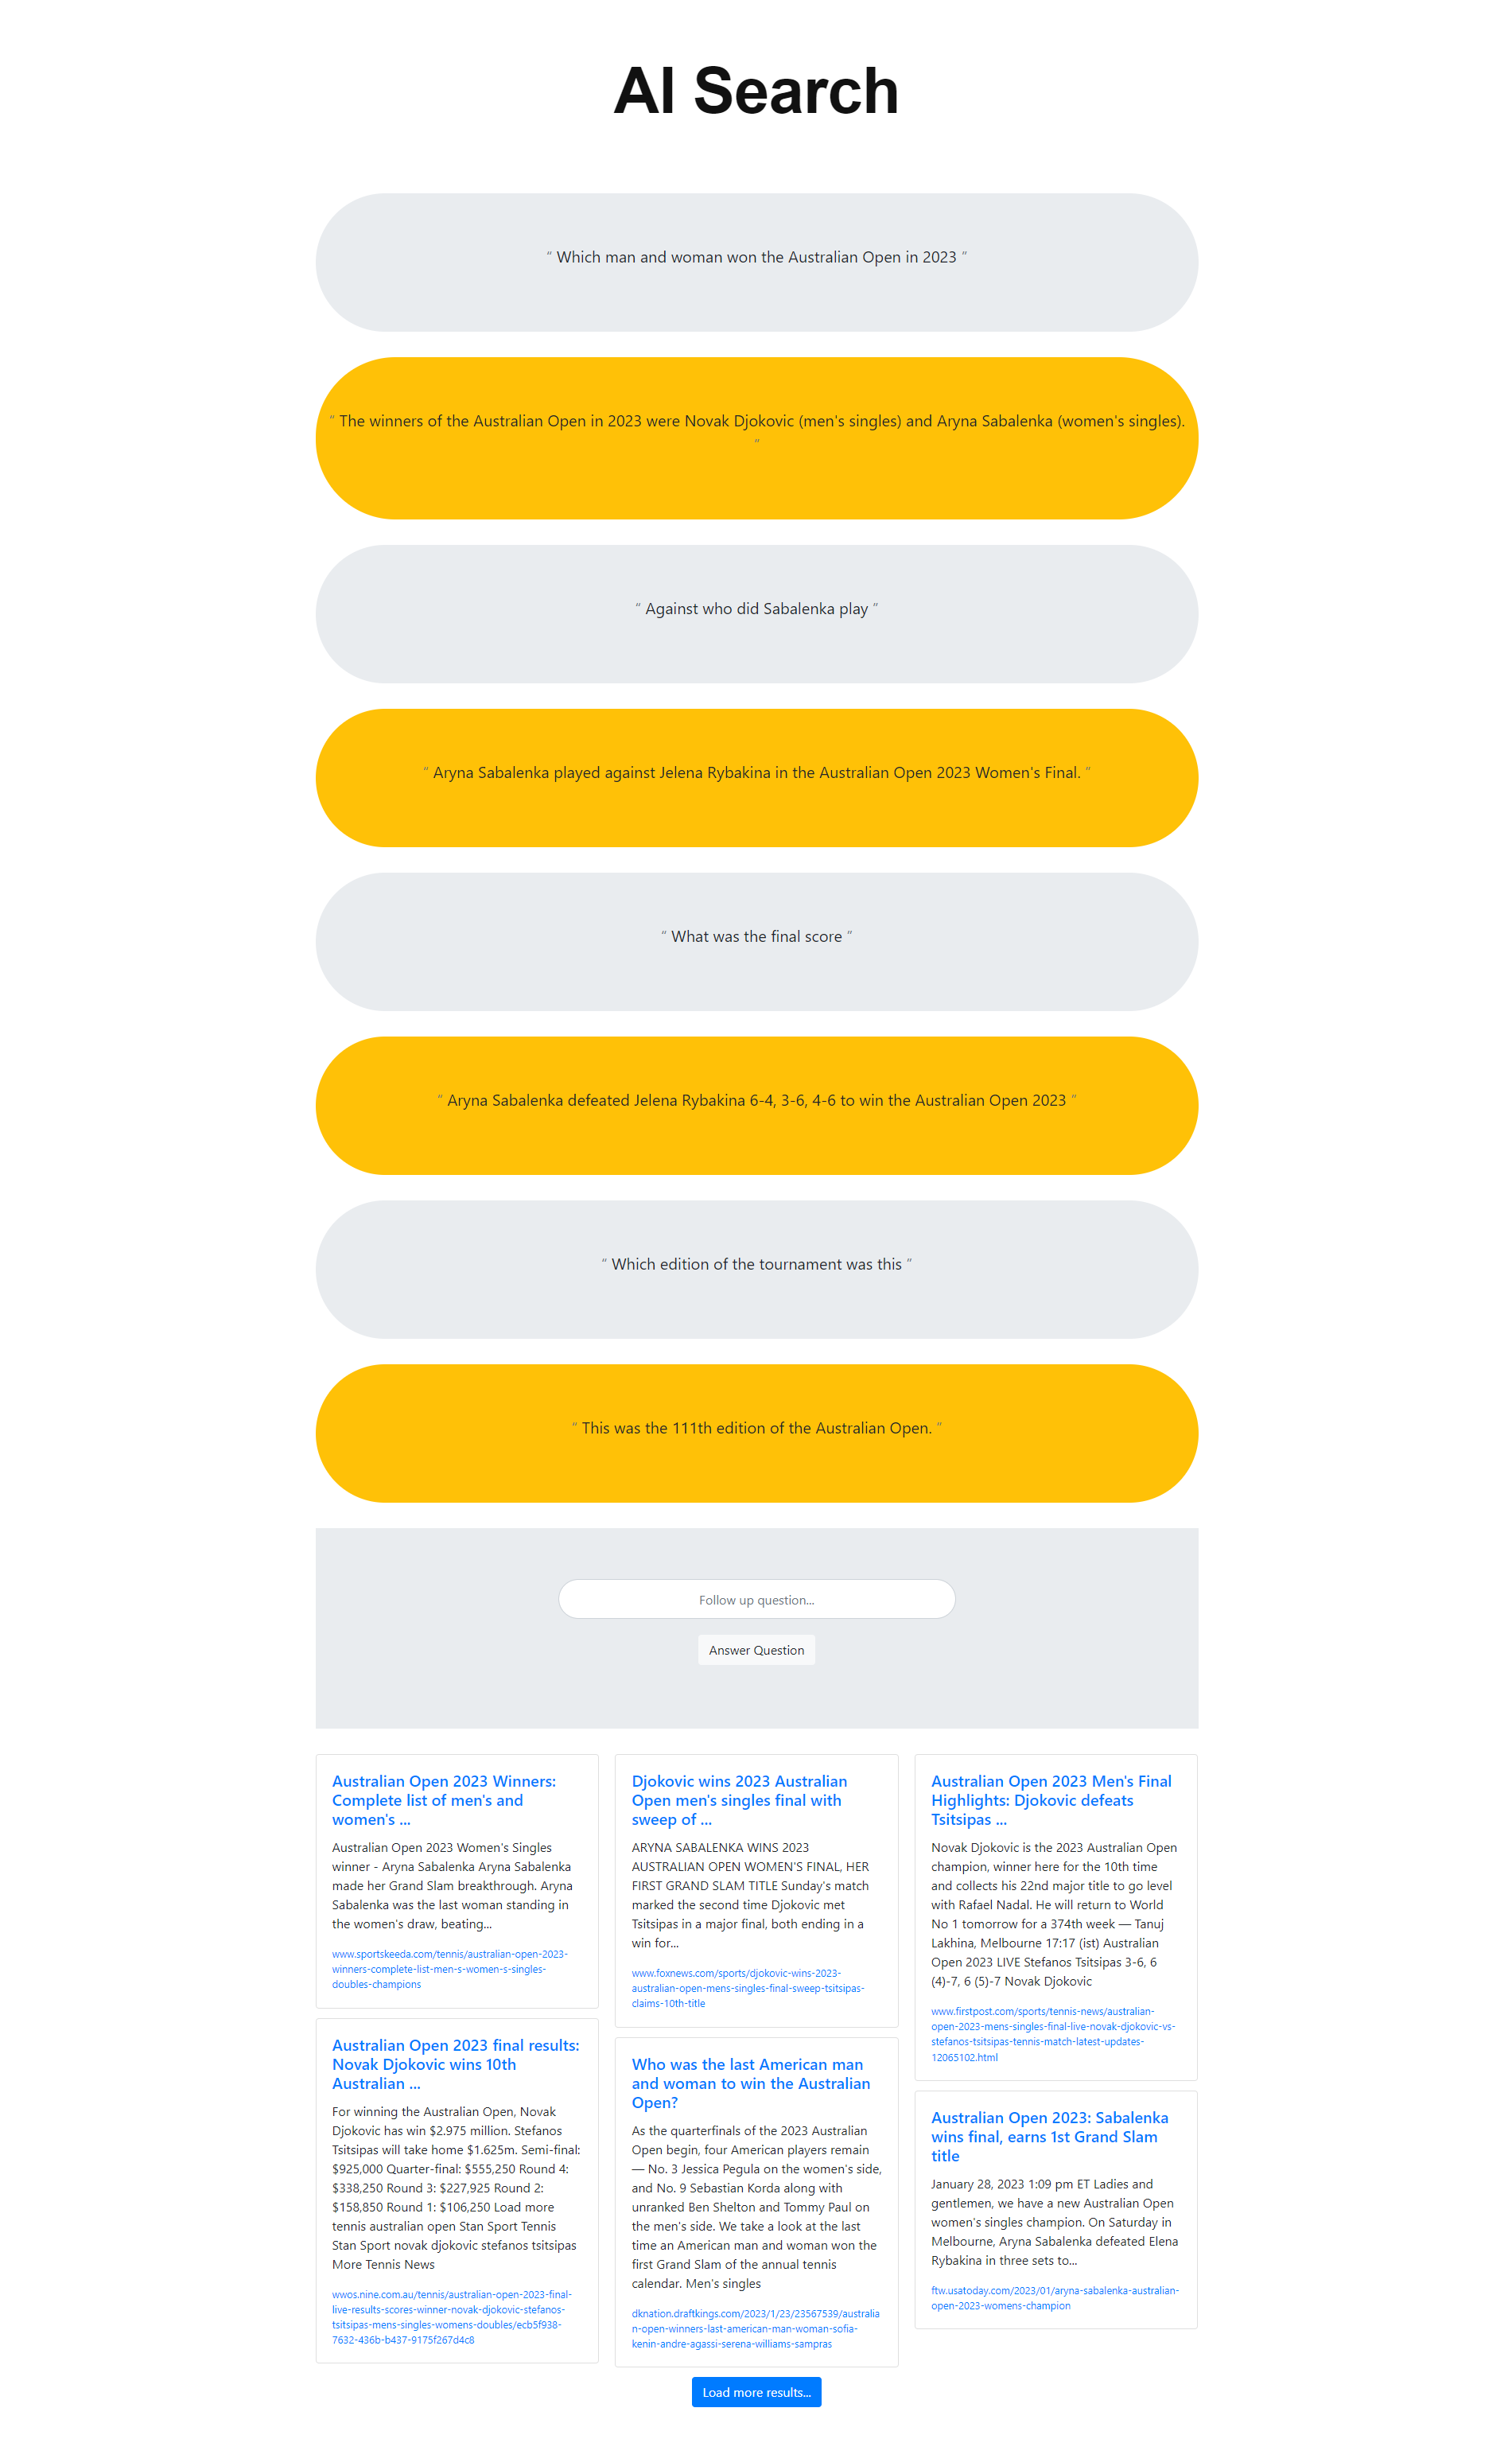 AI Search
“ Which man and woman won the Australian Open in 2023 ”
“ The winners of the Australian Open in 2023 were Novak Djokovic (men's singles) and Aryna Sabalenka (women's singles).
”
“ Against who did Sabalenka play ”
“ Aryna Sabalenka played against Jelena Rybakina in the Australian Open 2023 Women's Final. ”
“ What was the final score ”
“ Aryna Sabalenka defeated Jelena Rybakina 6-4, 3-6, 4-6 to win the Australian Open 2023 ”
“ Which edition of the tournament was this ”
“ This was the 111th edition of the Australian Open. ”
Follow up question...
Answer Question
Australian Open 2023 Winners:
Complete list of men's and
women's ...
Australian Open 2023 Women's Singles
winner - Aryna Sabalenka Aryna Sabalenka
made her Grand Slam breakthrough. Aryna
Sabalenka was the last woman standing in
the women's draw, beating...
www.sportskeeda.com/tennis/australian-open-2023-
winners-complete-list-men-s-women-s-singles-
doubles-champions
Australian Open 2023 final results:
Novak Djokovic wins 10th
Australian ...
For winning the Australian Open, Novak
Djokovic has win $2.975 million. Stefanos
Tsitsipas will take home $1.625m. Semi-final:
$925,000 Quarter-final: $555,250 Round 4:
$338,250 Round 3: $227,925 Round 2:
$158,850 Round 1: $106,250 Load more
tennis australian open Stan Sport Tennis
Stan Sport novak djokovic stefanos tsitsipas
More Tennis News
wwos.nine.com.au/tennis/australian-open-2023-final-
live-results-scores-winner-novak-djokovic-stefanos-
tsitsipas-mens-singles-womens-doubles/ecb5f938-
7632-436b-b437-9175f267d4c8
Djokovic wins 2023 Australian
Open men's singles final with
sweep of ...
ARYNA SABALENKA WINS 2023
AUSTRALIAN OPEN WOMEN'S FINAL, HER
FIRST GRAND SLAM TITLE Sunday's match
marked the second time Djokovic met
Tsitsipas in a major final, both ending in a
win for...
www.foxnews.com/sports/djokovic-wins-2023-
australian-open-mens-singles-final-sweep-tsitsipas-
claims-10th-title
Who was the last American man
and woman to win the Australian
Open?
As the quarterfinals of the 2023 Australian
Open begin, four American players remain
— No. 3 Jessica Pegula on the women's side,
and No. 9 Sebastian Korda along with
unranked Ben Shelton and Tommy Paul on
the men's side. We take a look at the last
time an American man and woman won the
first Grand Slam of the annual tennis
calendar. Men's singles
dknation.draftkings.com/2023/1/23/23567539/australia
n-open-winners-last-american-man-woman-sofia-
kenin-andre-agassi-serena-williams-sampras
Australian Open 2023 Men's Final
Highlights: Djokovic defeats
Tsitsipas ...
Novak Djokovic is the 2023 Australian Open
champion, winner here for the 10th time
and collects his 22nd major title to go level
with Rafael Nadal. He will return to World
No 1 tomorrow for a 374th week — Tanuj
Lakhina, Melbourne 17:17 (ist) Australian
Open 2023 LIVE Stefanos Tsitsipas 3-6, 6
(4)-7, 6 (5)-7 Novak Djokovic
www.firstpost.com/sports/tennis-news/australian-
open-2023-mens-singles-final-live-novak-djokovic-vs-
stefanos-tsitsipas-tennis-match-latest-updates-
12065102.html
Australian Open 2023: Sabalenka
wins final, earns 1st Grand Slam
title
January 28, 2023 1:09 pm ET Ladies and
gentlemen, we have a new Australian Open
women's singles champion. On Saturday in
Melbourne, Aryna Sabalenka defeated Elena
Rybakina in three sets to...
ftw.usatoday.com/2023/01/aryna-sabalenka-australian-
open-2023-womens-champion
Load more results...